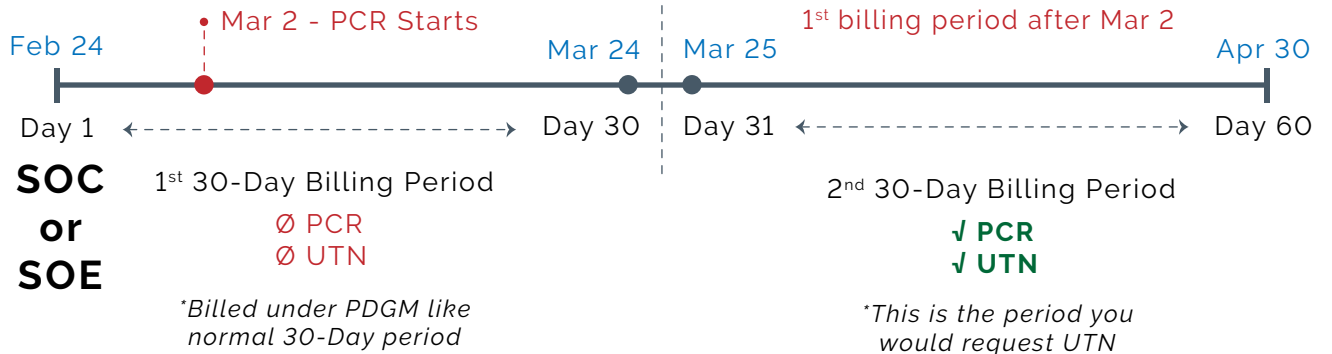 Mar 2 - PCR Starts
1st billing period after Mar 2
Feb 24
Mar 24
Mar 25
Apr 30
Day 1
Day 30
Day 31
Day 60
SOC
or
SOE
1st 30-Day Billing Period
Ø PCR
Ø UTN
*Billed under PDGM like
normal 30-Day period
2nd 30-Day Billing Period
√ PCR
√ UTN
*This is the period you
would request UTN